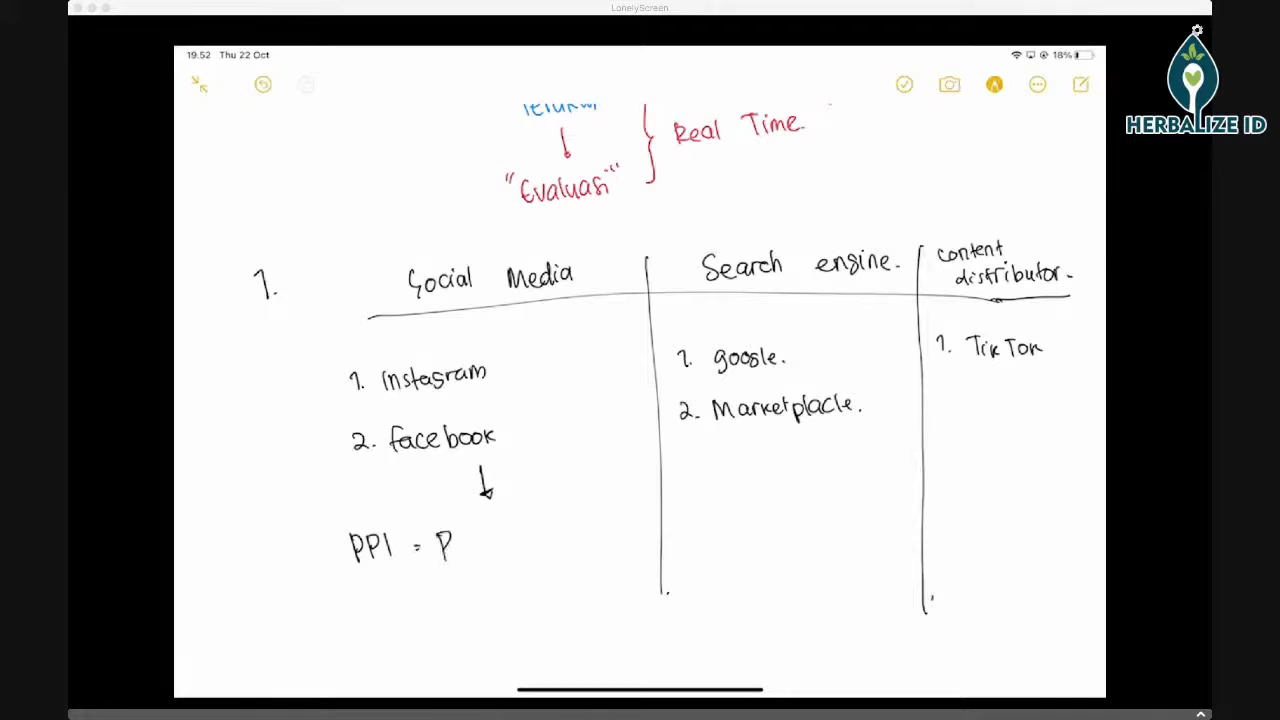 LonelyScreen
19.52 Thu 22 Oct
18%
HERBALIZE ID
Real Time.
"Evaluasi"
1.
Social Media
Search engine.
content
distributor.
1. Instagram
2. facebook
PPI = P
1. google.
2. Marketplacle.
1. TikTok